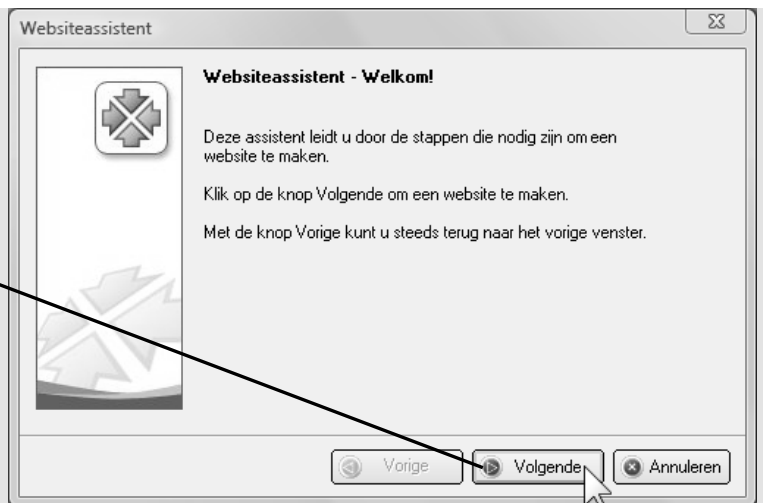 Websiteassistent
Websiteassistent - Welkom!
Deze assistent leidt u door de stappen die nodig zijn om een
website te maken.
Klik op de knop Volgende om een website te maken.
Met de knop Vorige kunt u steeds terug naar het vorige venster.
Vorige
Volgende
Annuleren